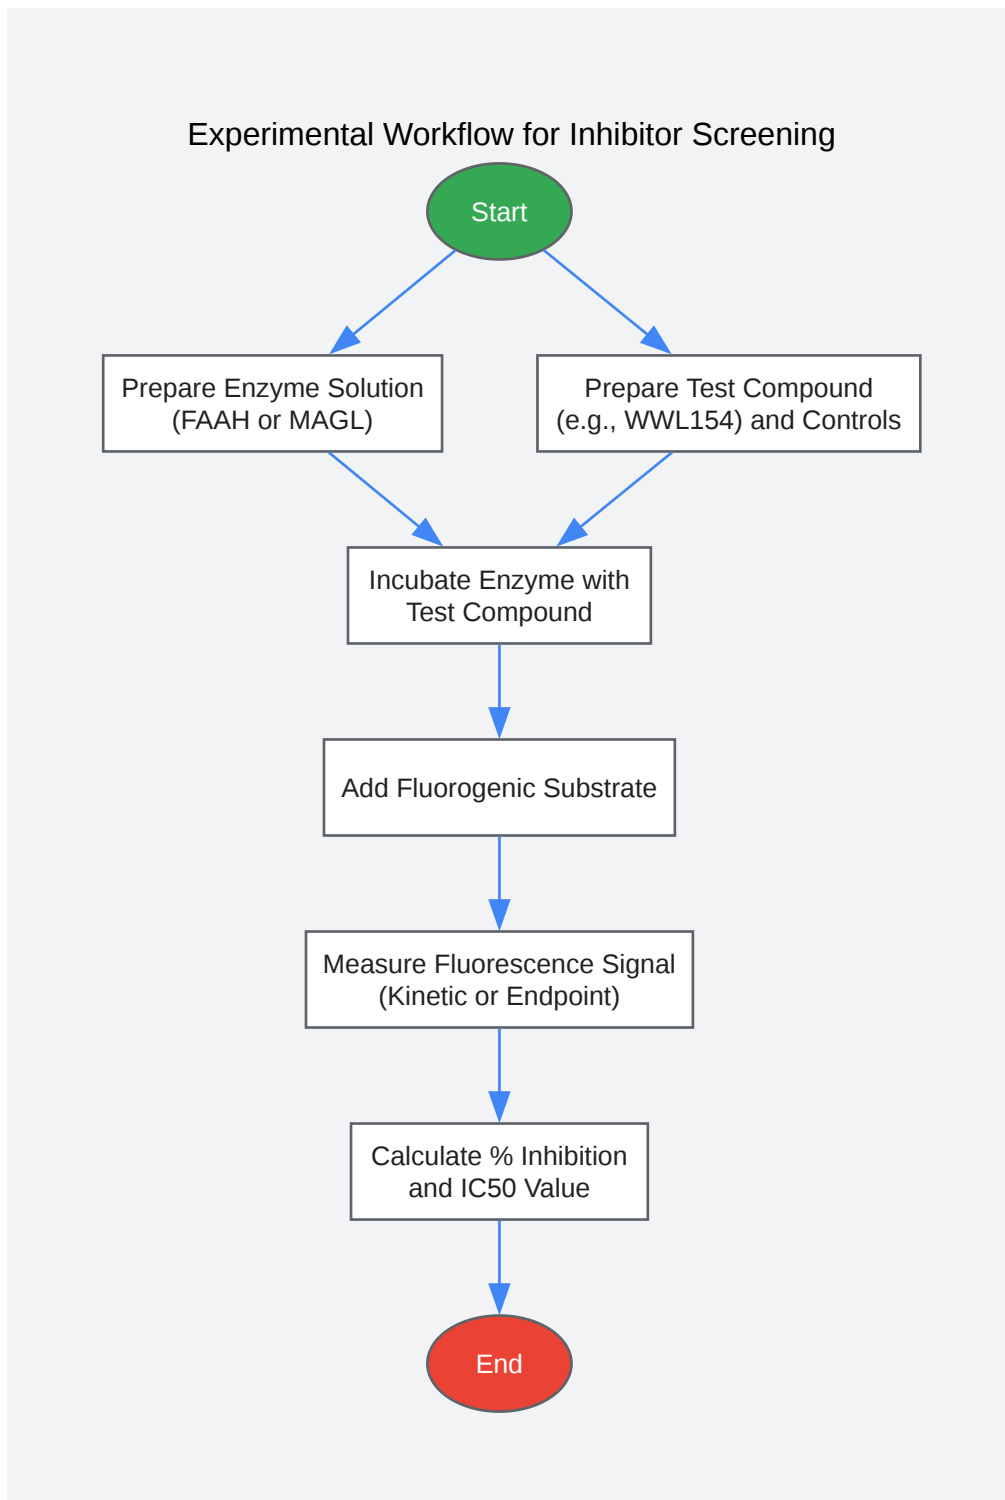 Experimental Workflow for Inhibitor Screening
Start
Prepare Enzyme Solution
(FAAH or MAGL)
Prepare Test Compound
(e.g., WWL154) and Controls
Incubate Enzyme with
Test Compound
Add Fluorogenic Substrate
Measure Fluorescence Signal
(Kinetic or Endpoint)
Calculate % Inhibition
and IC50 Value
End